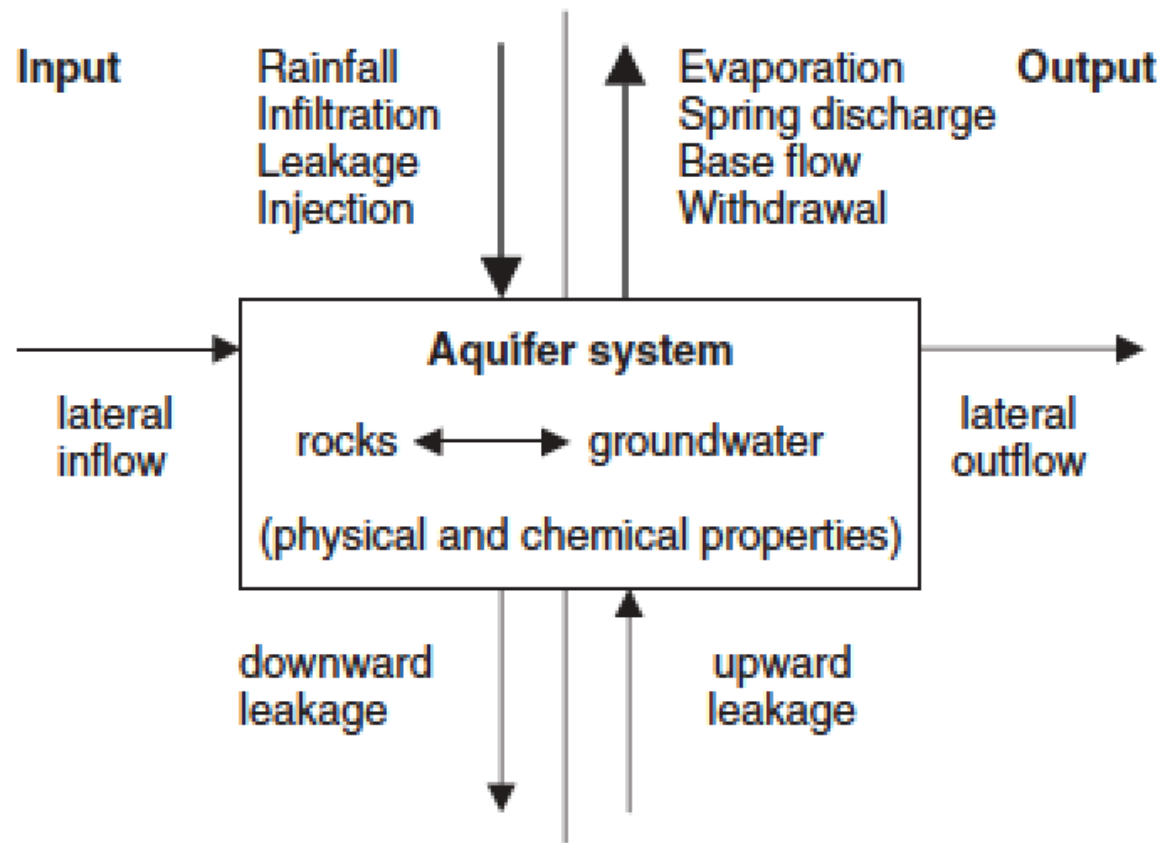 Input
Rainfall
Infiltration
Leakage
Injection
Evaporation
Spring discharge
Base flow
Withdrawal
Output
Aquifer system
lateral
inflow
rocks
groundwater
lateral
outflow
(physical and chemical properties)
downward
leakage
upward
leakage